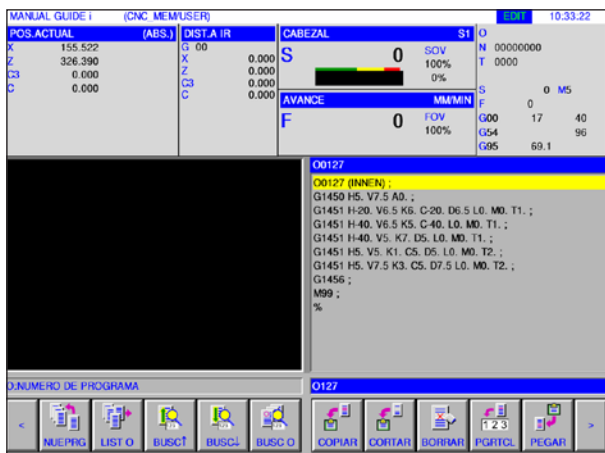 MANUAL GUIDE i (CNC_MEM/USER) EDIT 10:33.22
POS.ACTUAL (ABS.)
X 155.522
Z 326.390
C3 0.000
C 0.000
DIST.A IR
G 00
X 0.000
Z 0.000
C3 0.000
C 0.000
CABEZAL S1
S 0 SOV
100%
0%
AVANCE MM/MIN
F 0 FOV
100%
O
N 00000000
T 0000
S 0 M5
F 0
G00 17 40
G54 96
G95 69.1
O0127
O0127 (INNEN) ;
G1450 H5. V7.5 A0. ;
G1451 H-20. V6.5 K6. C-20. D6.5 L0. M0. T1. ;
G1451 H-40. V6.5 K5. C-40. L0. M0. T1. ;
G1451 H-40. V5. K7. D5. L0. M0. T1. ;
G1451 H5. V5. K1. C5. D5. L0. M0. T2. ;
G1451 H5. V7.5 K3. C5. D7.5 L0. M0. T2. ;
G1456 ;
M99 ;
%
O:NUMERO DE PROGRAMA
O127
< NUEPRG LIST O BUSC↑ BUSC↓ BUSC O COPIAR CORTAR BORRAR PGRTCL PEGAR >